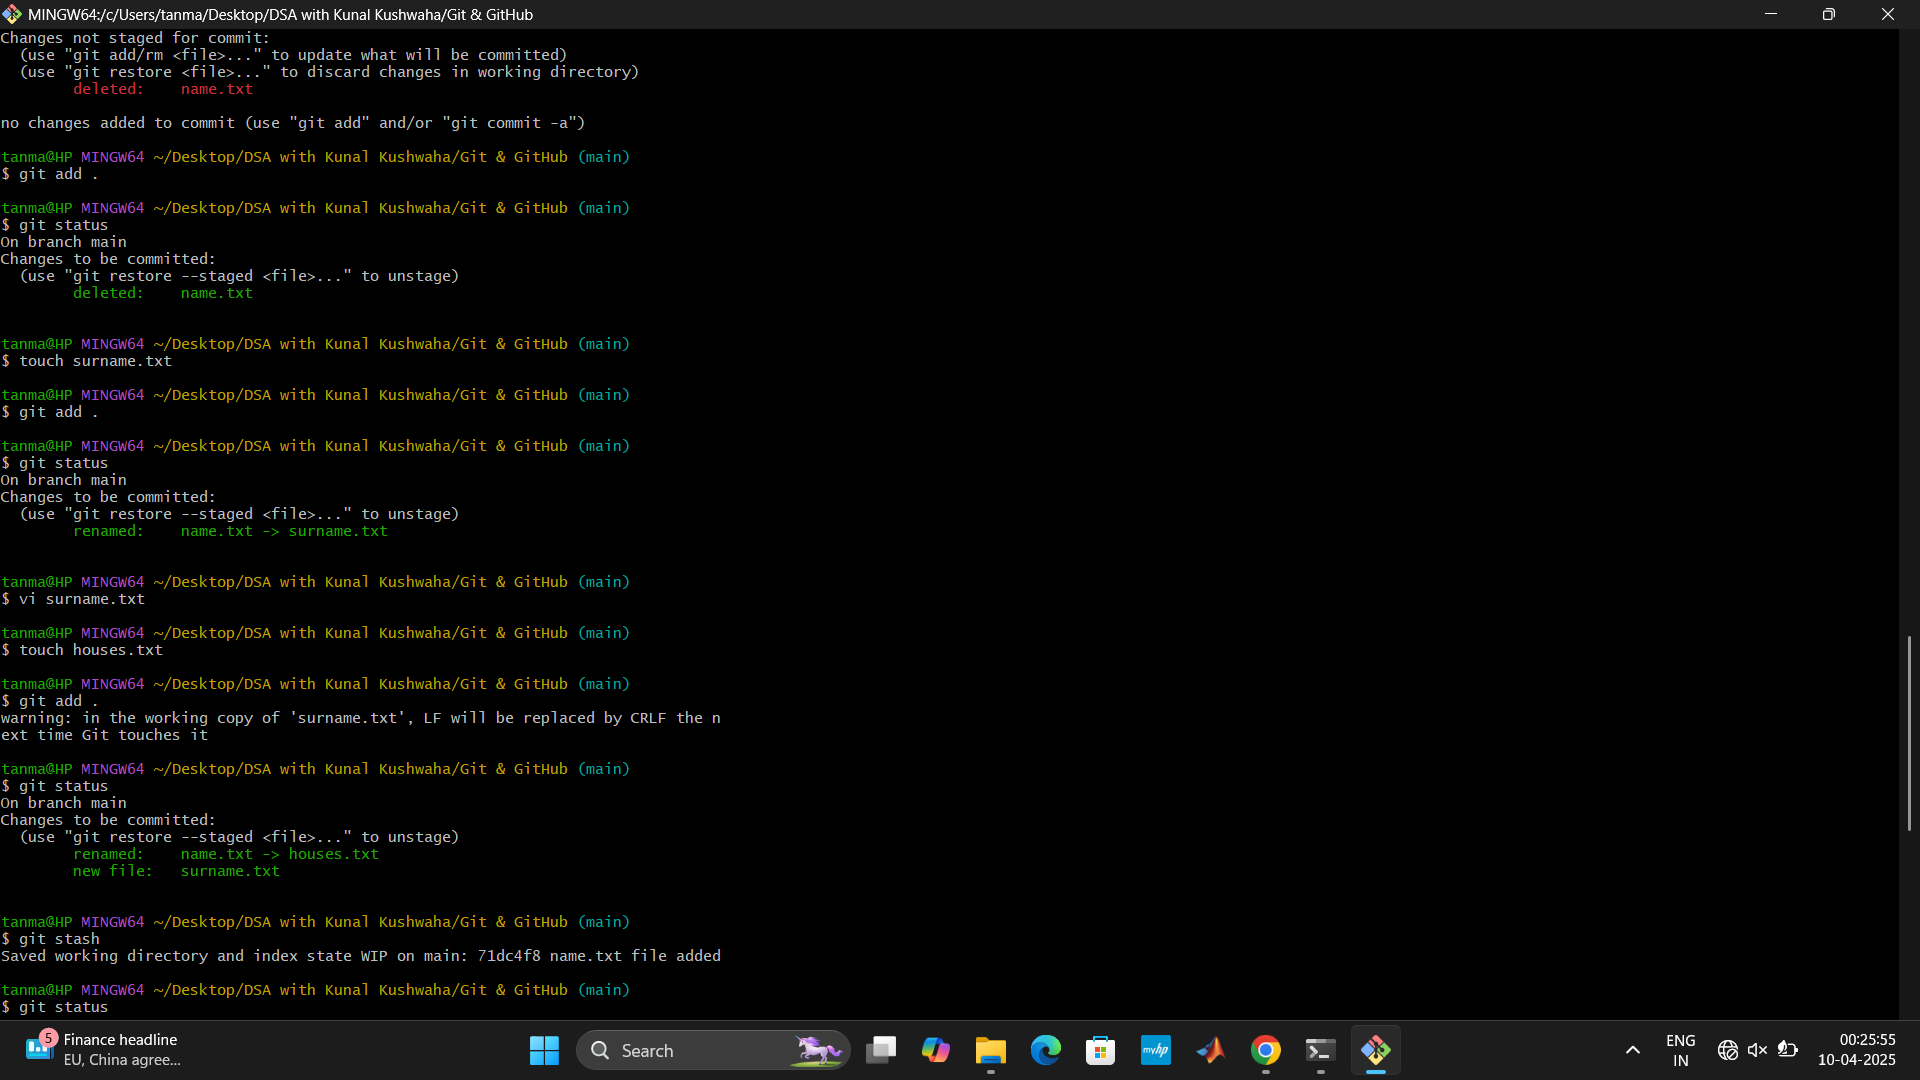 MINGW64:/c/Users/tanma/Desktop/DSA with Kunal Kushwaha/Git & GitHub
Changes not staged for commit:
  (use "git add/rm <file>..." to update what will be committed)
  (use "git restore <file>..." to discard changes in working directory)
        deleted:    name.txt
no changes added to commit (use "git add" and/or "git commit -a")
tanma@HP MINGW64 ~/Desktop/DSA with Kunal Kushwaha/Git & GitHub (main)
$ git add .
tanma@HP MINGW64 ~/Desktop/DSA with Kunal Kushwaha/Git & GitHub (main)
$ git status
On branch main
Changes to be committed:
  (use "git restore --staged <file>..." to unstage)
        deleted:    name.txt
tanma@HP MINGW64 ~/Desktop/DSA with Kunal Kushwaha/Git & GitHub (main)
$ touch surname.txt
tanma@HP MINGW64 ~/Desktop/DSA with Kunal Kushwaha/Git & GitHub (main)
$ git add .
tanma@HP MINGW64 ~/Desktop/DSA with Kunal Kushwaha/Git & GitHub (main)
$ git status
On branch main
Changes to be committed:
  (use "git restore --staged <file>..." to unstage)
        renamed:    name.txt -> surname.txt
tanma@HP MINGW64 ~/Desktop/DSA with Kunal Kushwaha/Git & GitHub (main)
$ vi surname.txt
tanma@HP MINGW64 ~/Desktop/DSA with Kunal Kushwaha/Git & GitHub (main)
$ touch houses.txt
tanma@HP MINGW64 ~/Desktop/DSA with Kunal Kushwaha/Git & GitHub (main)
$ git add .
warning: in the working copy of 'surname.txt', LF will be replaced by CRLF the n
ext time Git touches it
tanma@HP MINGW64 ~/Desktop/DSA with Kunal Kushwaha/Git & GitHub (main)
$ git status
On branch main
Changes to be committed:
  (use "git restore --staged <file>..." to unstage)
        renamed:    name.txt -> houses.txt
        new file:   surname.txt
tanma@HP MINGW64 ~/Desktop/DSA with Kunal Kushwaha/Git & GitHub (main)
$ git stash
Saved working directory and index state WIP on main: 71dc4f8 name.txt file added
tanma@HP MINGW64 ~/Desktop/DSA with Kunal Kushwaha/Git & GitHub (main)
$ git status
5
Finance headline
EU, China agree...
Search
myhp
ENG
IN
00:25:55
10-04-2025